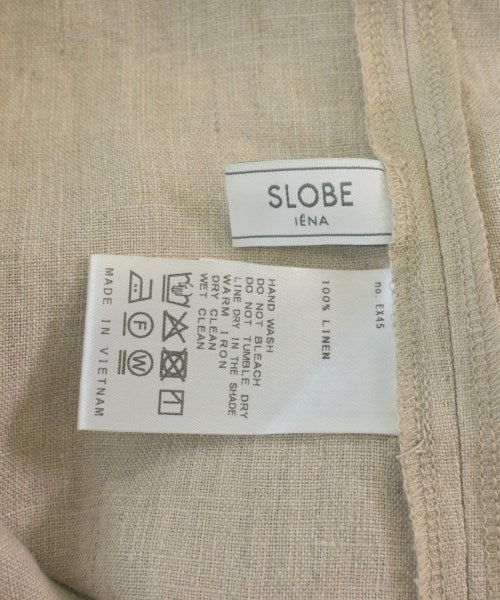 SLOBE
IÉNA
no. EX45
100% LINEN
HAND WASH
DO NOT BLEACH
DO NOT TUMBLE DRY
LINE DRY IN THE SHADE
WARM IRON
DRY CLEAN
WET CLEAN
F
W
MADE IN VIETNAM